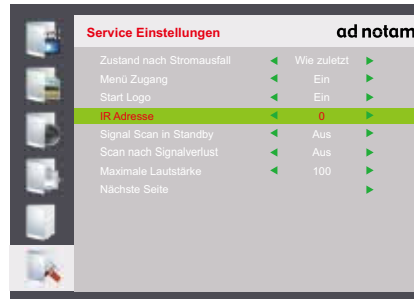 Service Einstellungen ad notam
Zustand nach Stromausfall Wie zuletzt
Menü Zugang Ein
Start Logo Ein
IR Adresse 0
Signal Scan in Standby Aus
Scan nach Signalverlust Aus
Maximale Lautstärke 100
Nächste Seite